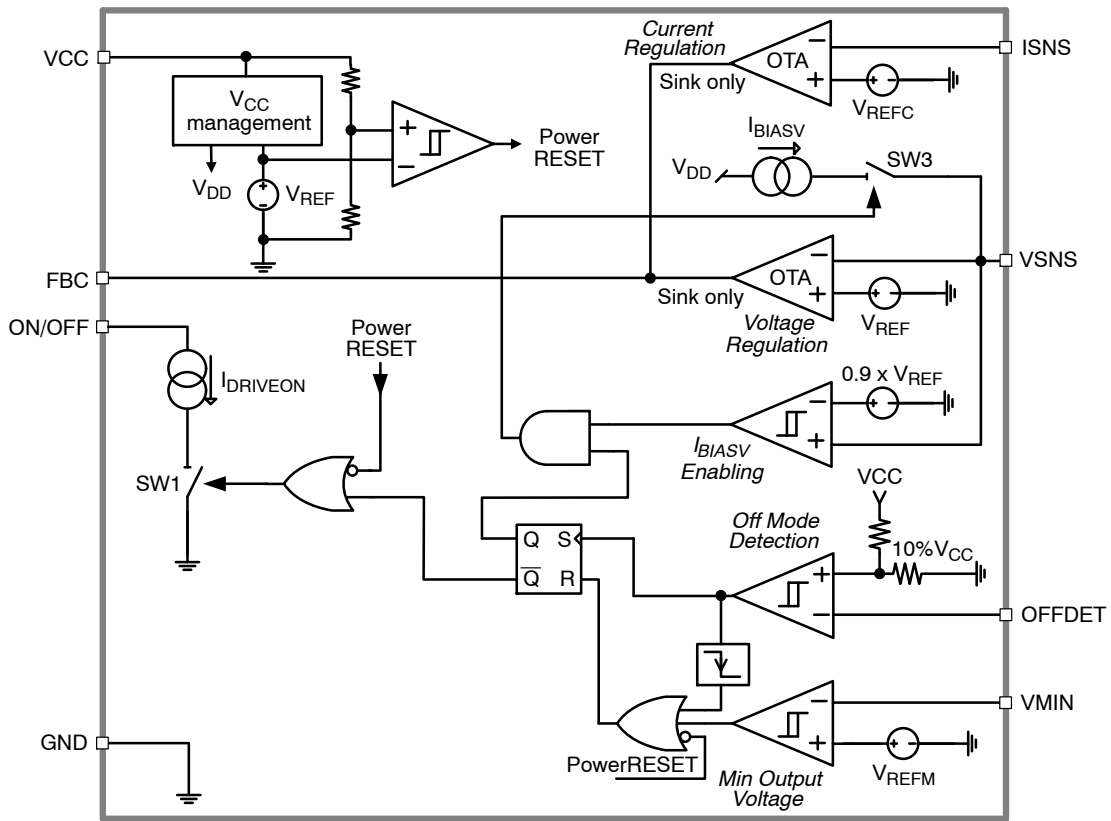 Current
Regulation
VCC
ISNS
OTA
Sink only
V_CC
management
V_REFC
I_BIASV
Power
RESET
SW3
V_DD
V_DD
V_REF
VSNS
FBC
OTA
Sink only
ON/OFF
Power
RESET
V_REF
Voltage
Regulation
I_DRIVEON
0.9 x V_REF
I_BIASV
Enabling
SW1
VCC
Off Mode
Detection
Q S
10%V_CC
Q R
OFFDET
VMIN
GND
PowerRESET
V_REFM
Min Output
Voltage